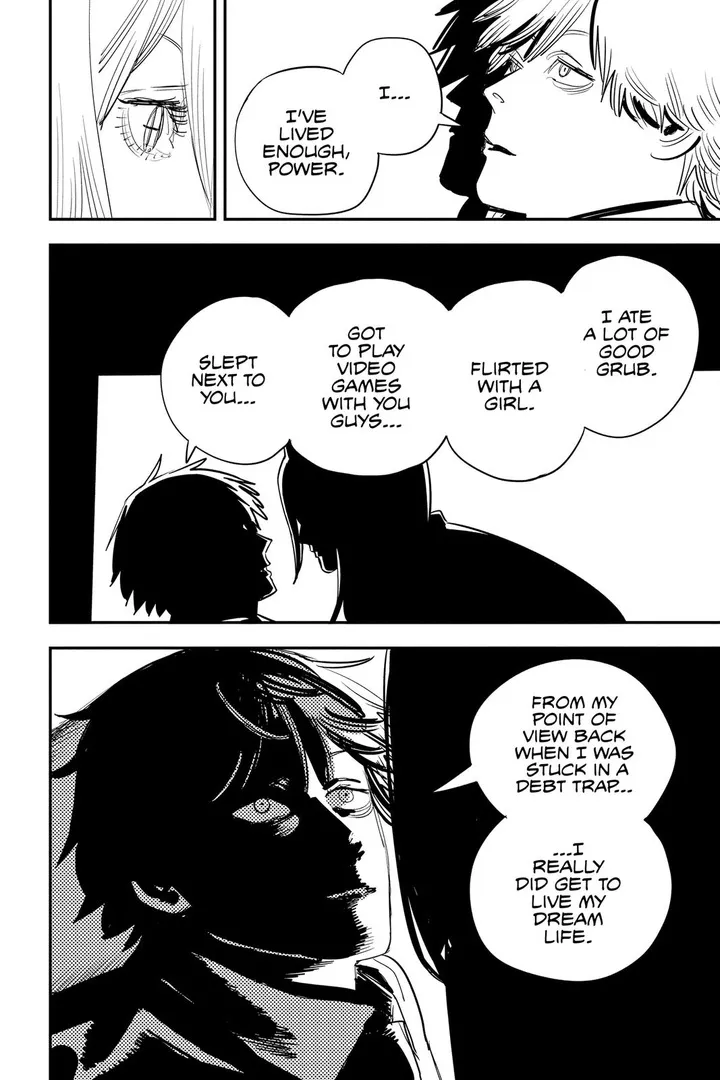 I...
I'VE
LIVED
ENOUGH,
POWER.
I ATE
A LOT OF
GOOD
GRUB.
FLIRTED
WITH A
GIRL.
GOT
TO PLAY
VIDEO
GAMES
WITH YOU
GUYS...
SLEPT
NEXT TO
YOU...
FROM MY
POINT OF
VIEW BACK
WHEN I WAS
STUCK IN A
DEBT TRAP...
...I
REALLY
DID GET TO
LIVE MY
DREAM
LIFE.